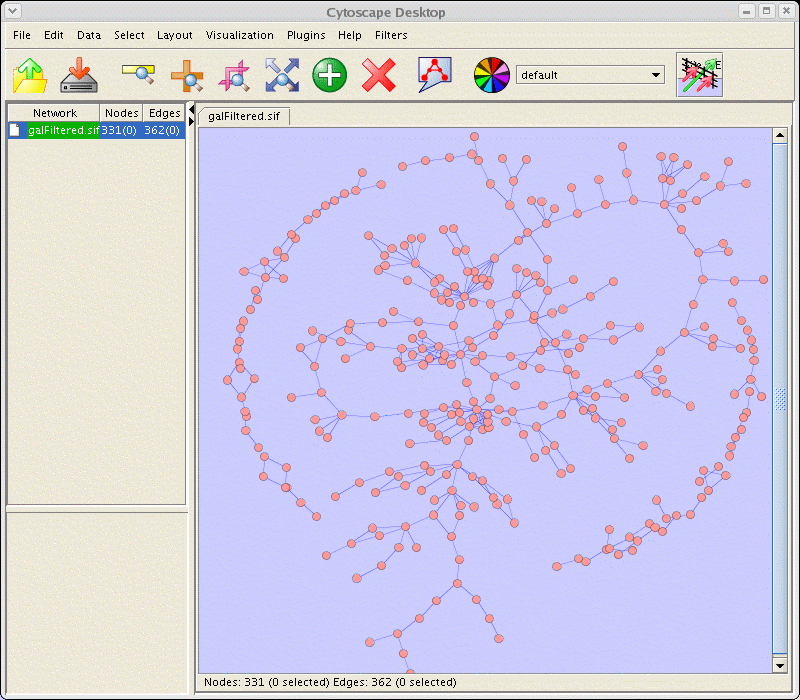 Cytoscape Desktop
File Edit Data Select Layout Visualization Plugins Help Filters
default
E
Network Nodes Edges
galFiltered.sif 331(0) 362(0)
galFiltered.sif
Nodes: 331 (0 selected) Edges: 362 (0 selected)